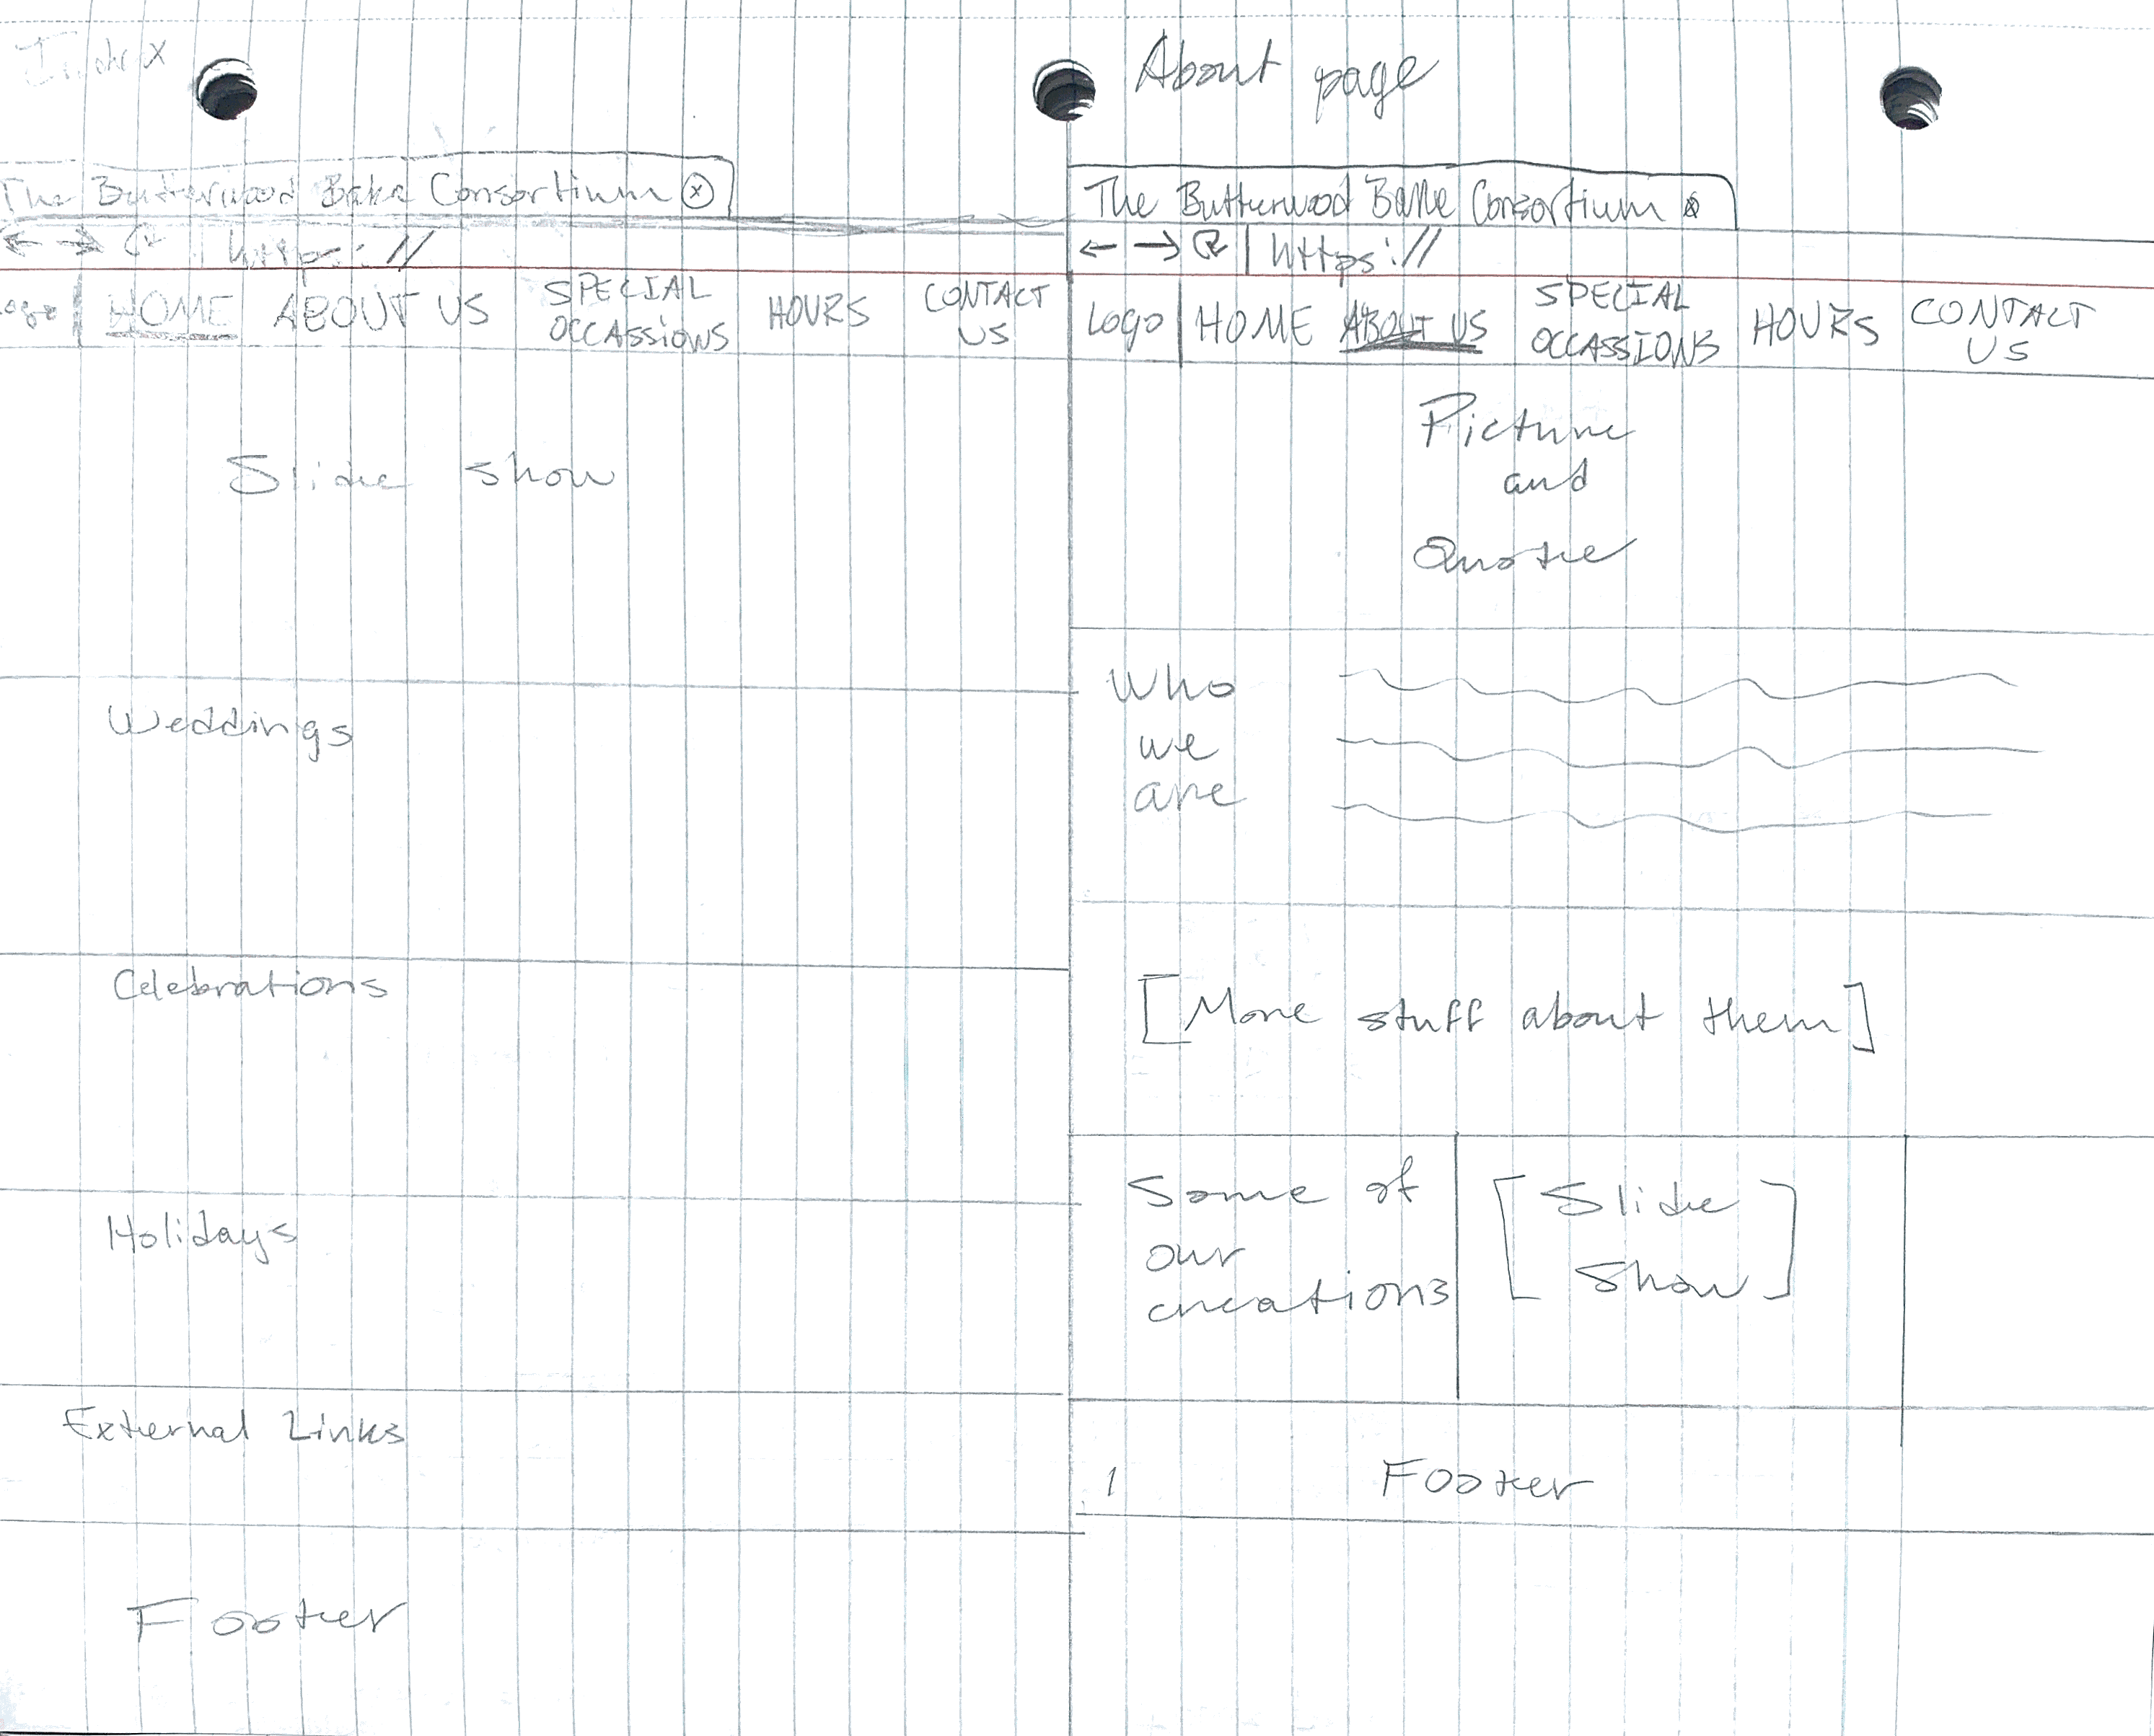 Index
The Butterwood Bake Consortium ⓧ
← → https://
Logo | HOME ABOUT US SPECIAL OCCASSIONS HOURS CONTACT US
Slide show
Weddings
Celebrations
Holidays
External Links
Footer
About page
The Butterwood Bake Consortium ⓧ
← → | https://
Logo | HOME ABOUT US SPECIAL OCCASSIONS HOURS CONTACT US
Picture
and
Quote
Who
we
are
[More stuff about them]
Some of
our
creations
[Slide
Show]
Footer